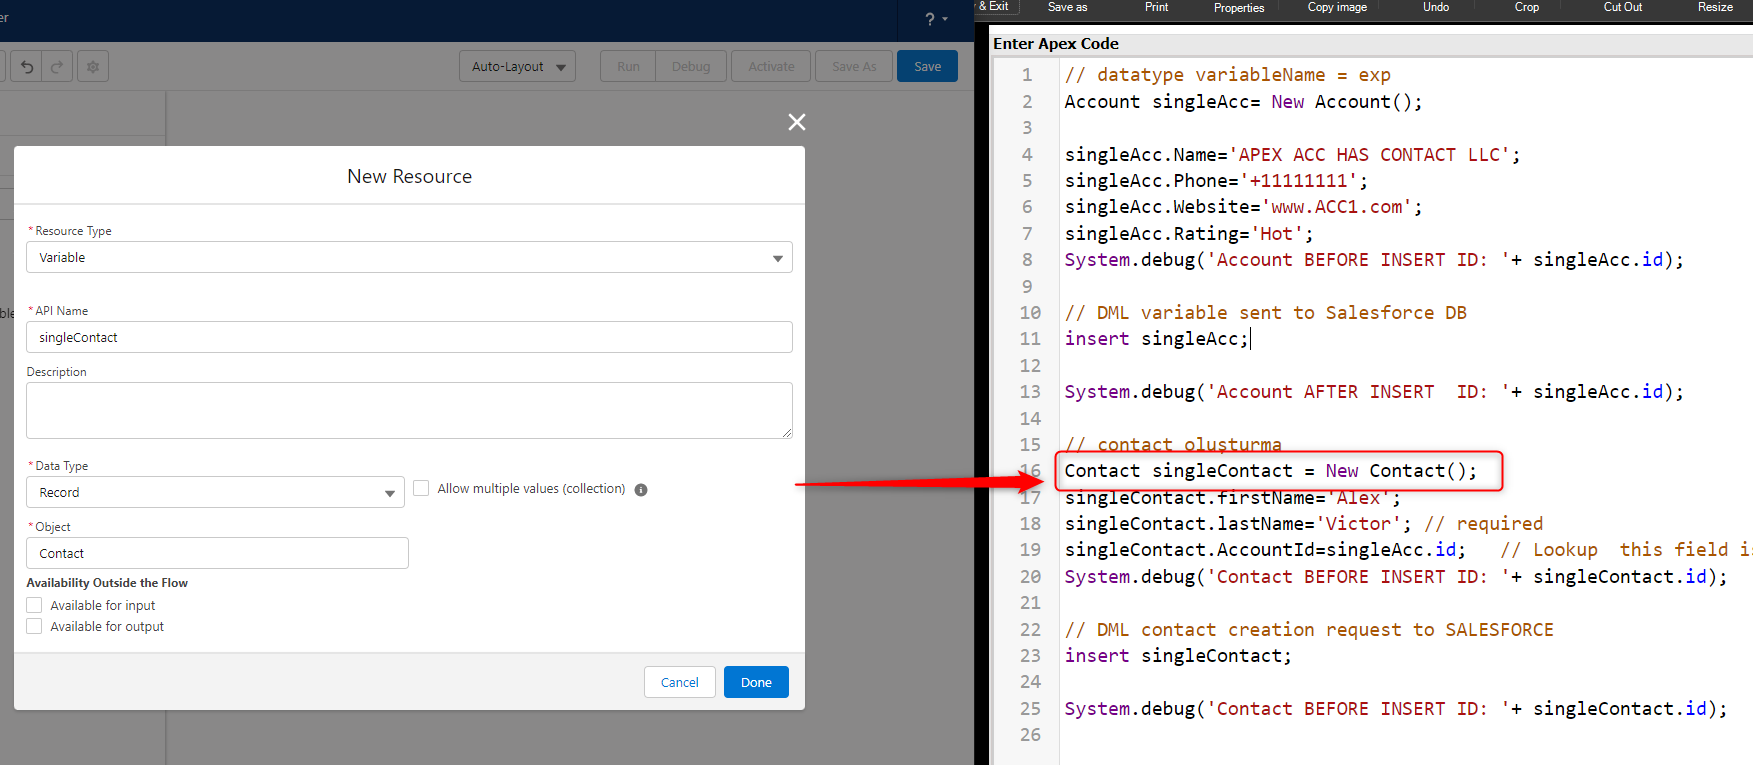 er
?
Auto-Layout
Run
Debug
Activate
Save As
Save
New Resource
* Resource Type
Variable
* API Name
singleContact
Description
* Data Type
Record
Allow multiple values (collection)
* Object
Contact
Availability Outside the Flow
Available for input
Available for output
Cancel
Done
ble
& Exit
Save as
Print
Properties
Copy image
Undo
Crop
Cut Out
Resize
Enter Apex Code
1 // datatype variableName = exp
2 Account singleAcc= New Account();
3
4 singleAcc.Name='APEX ACC HAS CONTACT LLC';
5 singleAcc.Phone='+11111111';
6 singleAcc.Website='www.ACC1.com';
7 singleAcc.Rating='Hot';
8 System.debug('Account BEFORE INSERT ID: '+ singleAcc.id);
9
10 // DML variable sent to Salesforce DB
11 insert singleAcc;
12
13 System.debug('Account AFTER INSERT  ID: '+ singleAcc.id);
14
15 // contact oluşturma
16 Contact singleContact = New Contact();
17 singleContact.firstName='Alex';
18 singleContact.lastName='Victor'; // required
19 singleContact.AccountId=singleAcc.id;   // Lookup  this field is
20 System.debug('Contact BEFORE INSERT ID: '+ singleContact.id);
21
22 // DML contact creation request to SALESFORCE
23 insert singleContact;
24
25 System.debug('Contact BEFORE INSERT ID: '+ singleContact.id);
26